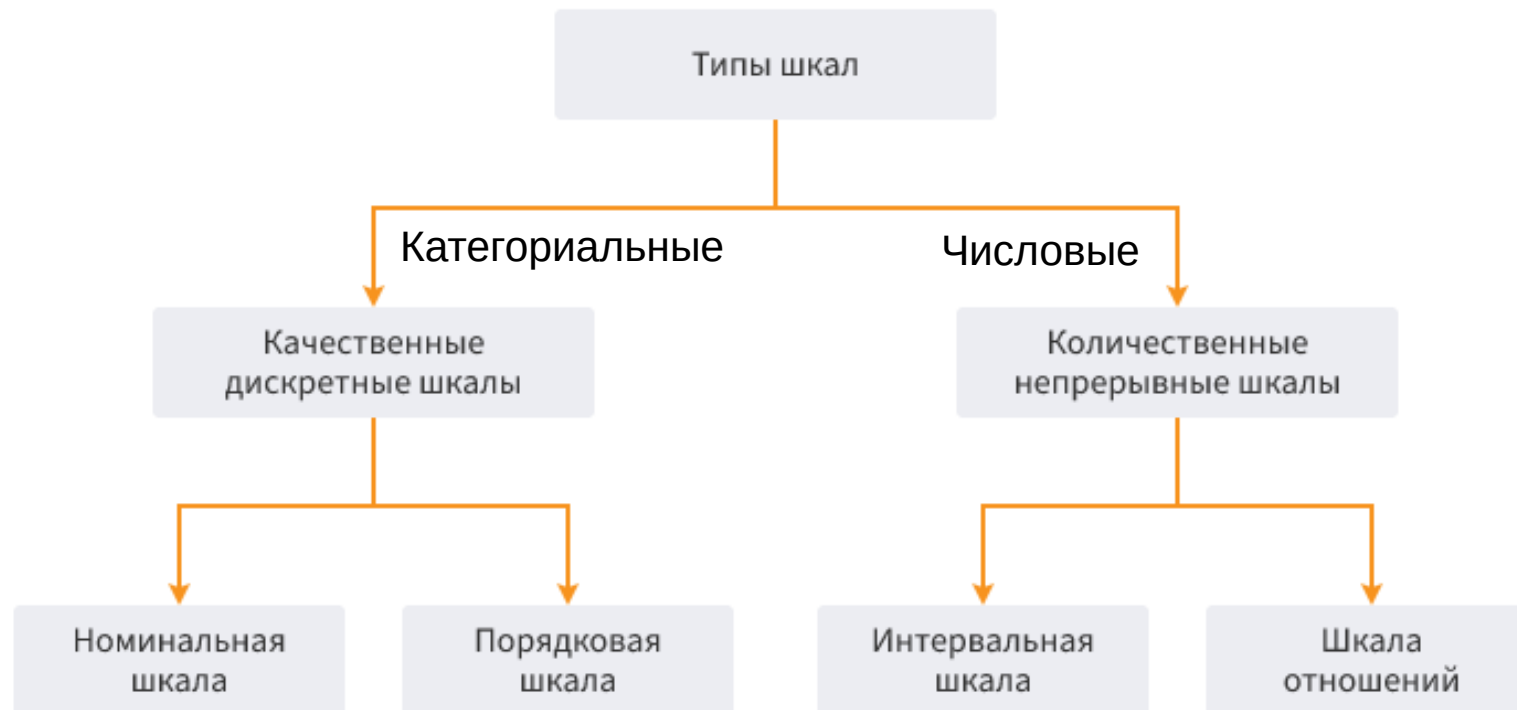 Типы шкал
Категориальные
Числовые
Качественные
дискретные шкалы
Количественные
непрерывные шкалы
Номинальная
шкала
Порядковая
шкала
Интервальная
шкала
Шкала
отношений